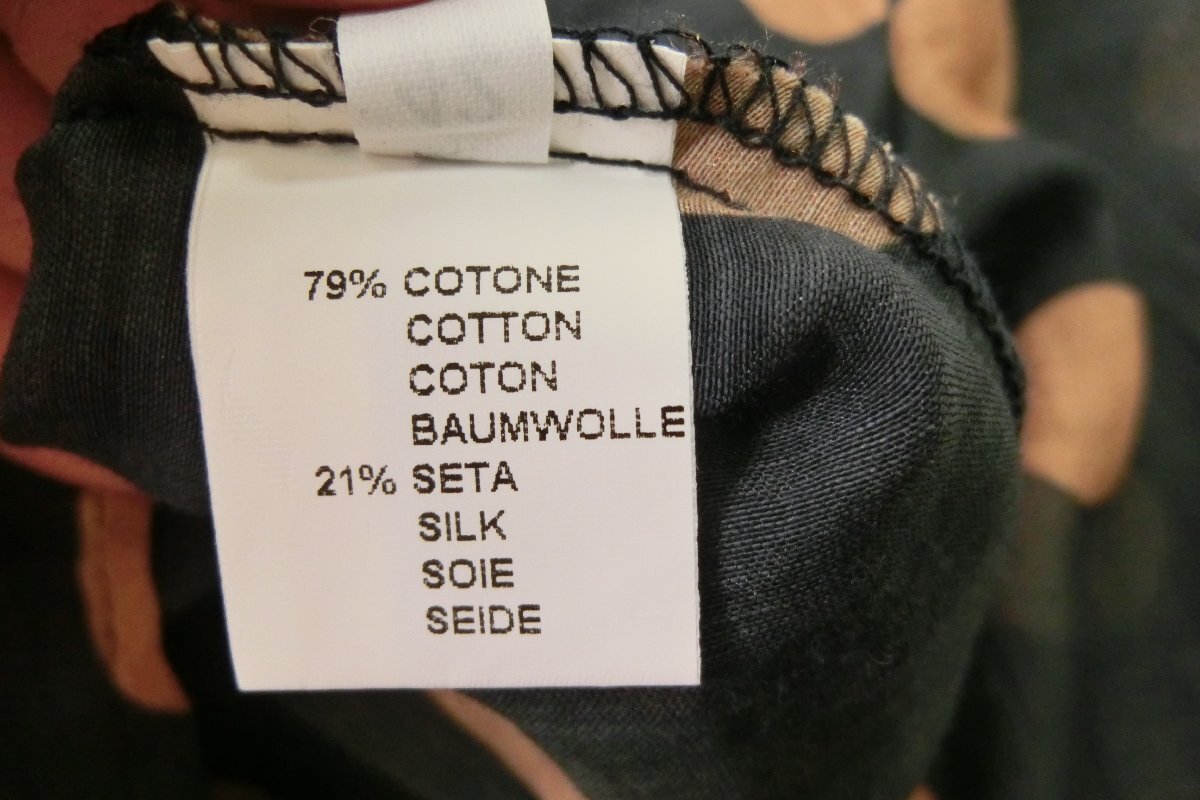 79% COTONE
COTTON
COTON
BAUMWOLLE
21% SETA
SILK
SOIE
SEIDE